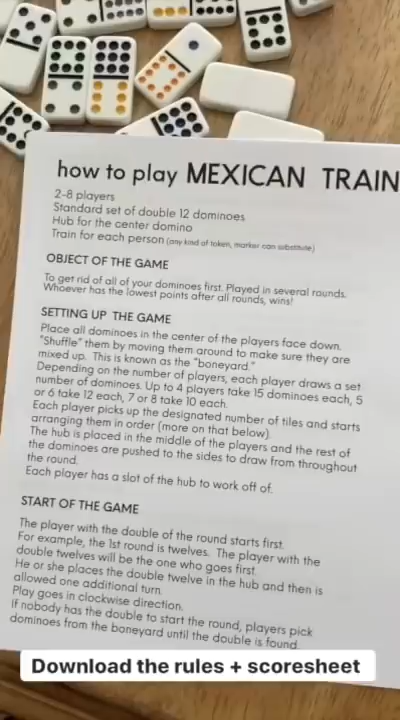 how to play MEXICAN TRAIN
2-8 players
Standard set of double 12 dominoes
Hub for the center domino
Train for each person (any kind of token, marker can substitute)
OBJECT OF THE GAME
To get rid of all of your dominoes first. Played in several rounds.
Whoever has the lowest points after all rounds, wins!
SETTING UP THE GAME
Place all dominoes in the center of the players face down.
"Shuffle" them by moving them around to make sure they are
mixed up. This is known as the "boneyard."
Depending on the number of players, each player draws a set
number of dominoes. Up to 4 players take 15 dominoes each, 5
or 6 take 12 each, 7 or 8 take 10 each.
Each player picks up the designated number of tiles and starts
arranging them in order (more on that below).
The hub is placed in the middle of the players and the rest of
the dominoes are pushed to the sides to draw from throughout
the round.
Each player has a slot of the hub to work off of.
START OF THE GAME
The player with the double of the round starts first.
For example, the 1st round is twelves. The player with the
double twelves will be the one who goes first.
He or she places the double twelve in the hub and then is
allowed one additional turn.
Play goes in clockwise direction.
If nobody has the double to start the round, players pick
dominoes from the boneyard until the double is found.
Download the rules + scoresheet